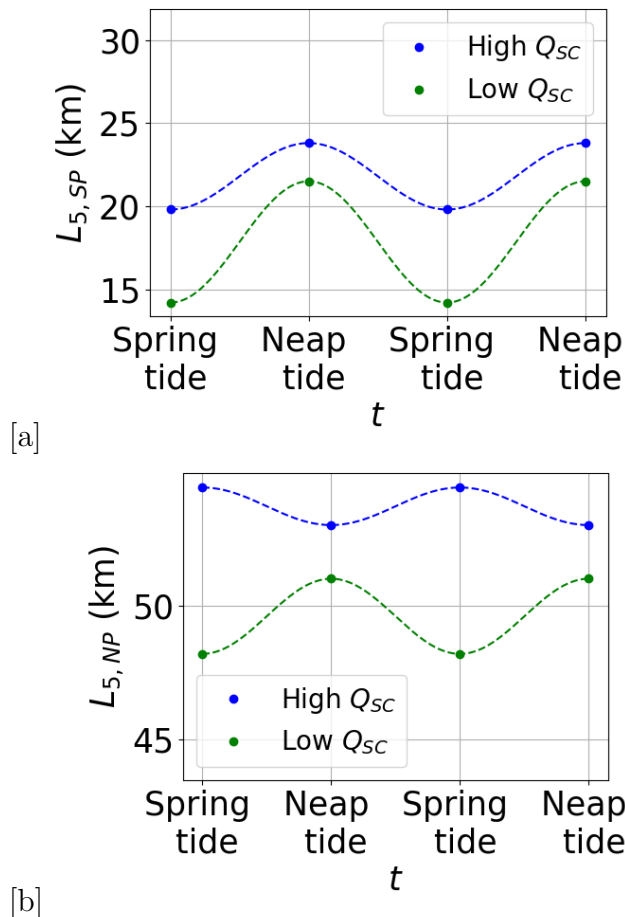 30
25
20
15
L5, SP (km)
High QSC
Low QSC
Spring tide
Neap tide
Spring tide
Neap tide
t
[a]
50
45
L5, NP (km)
High QSC
Low QSC
Spring tide
Neap tide
Spring tide
Neap tide
t
[b]